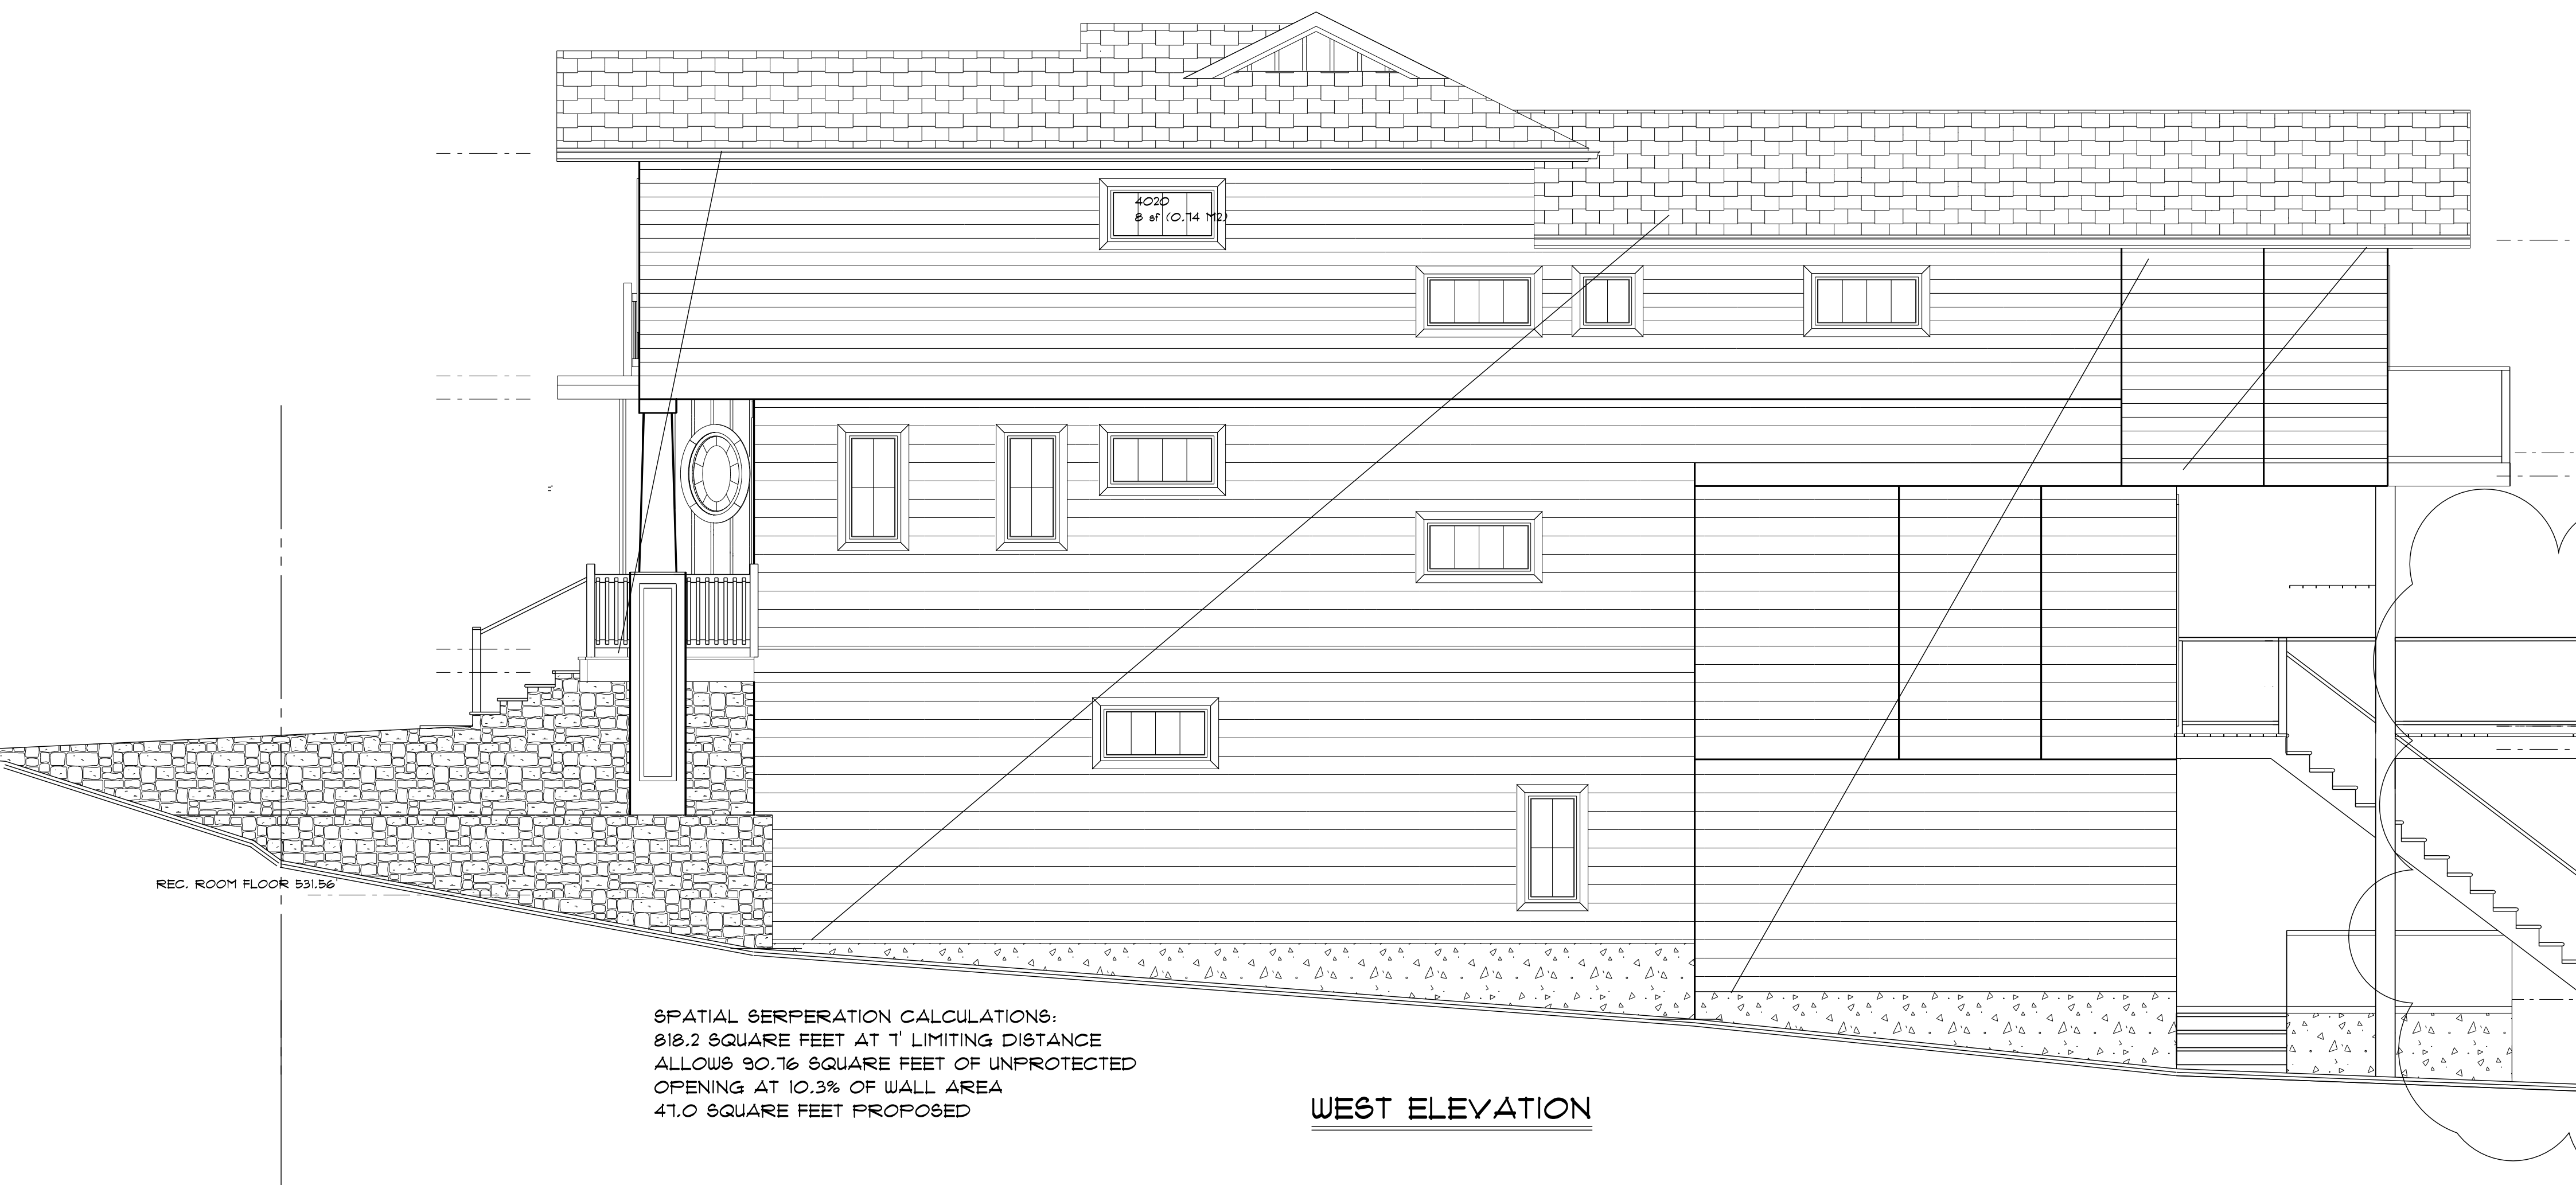 4020
8 sf (0.74 M2)
REC. ROOM FLOOR 531.56'
SPATIAL SERPERATION CALCULATIONS:
818.2 SQUARE FEET AT 7' LIMITING DISTANCE
ALLOWS 90.76 SQUARE FEET OF UNPROTECTED
OPENING AT 10.3% OF WALL AREA
47.0 SQUARE FEET PROPOSED
WEST ELEVATION